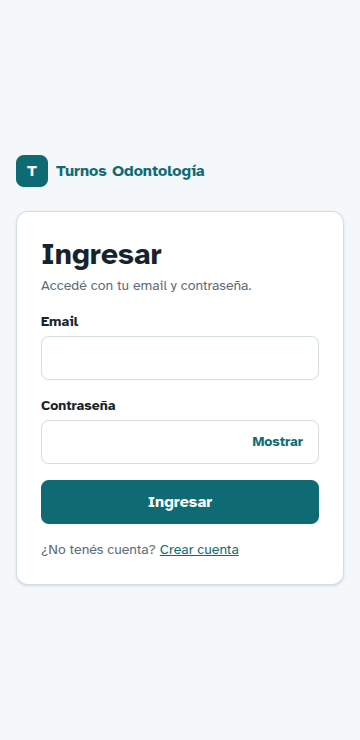 T Turnos Odontología
Ingresar
Accedé con tu email y contraseña.
Email
Contraseña
Mostrar
Ingresar
¿No tenés cuenta? Crear cuenta